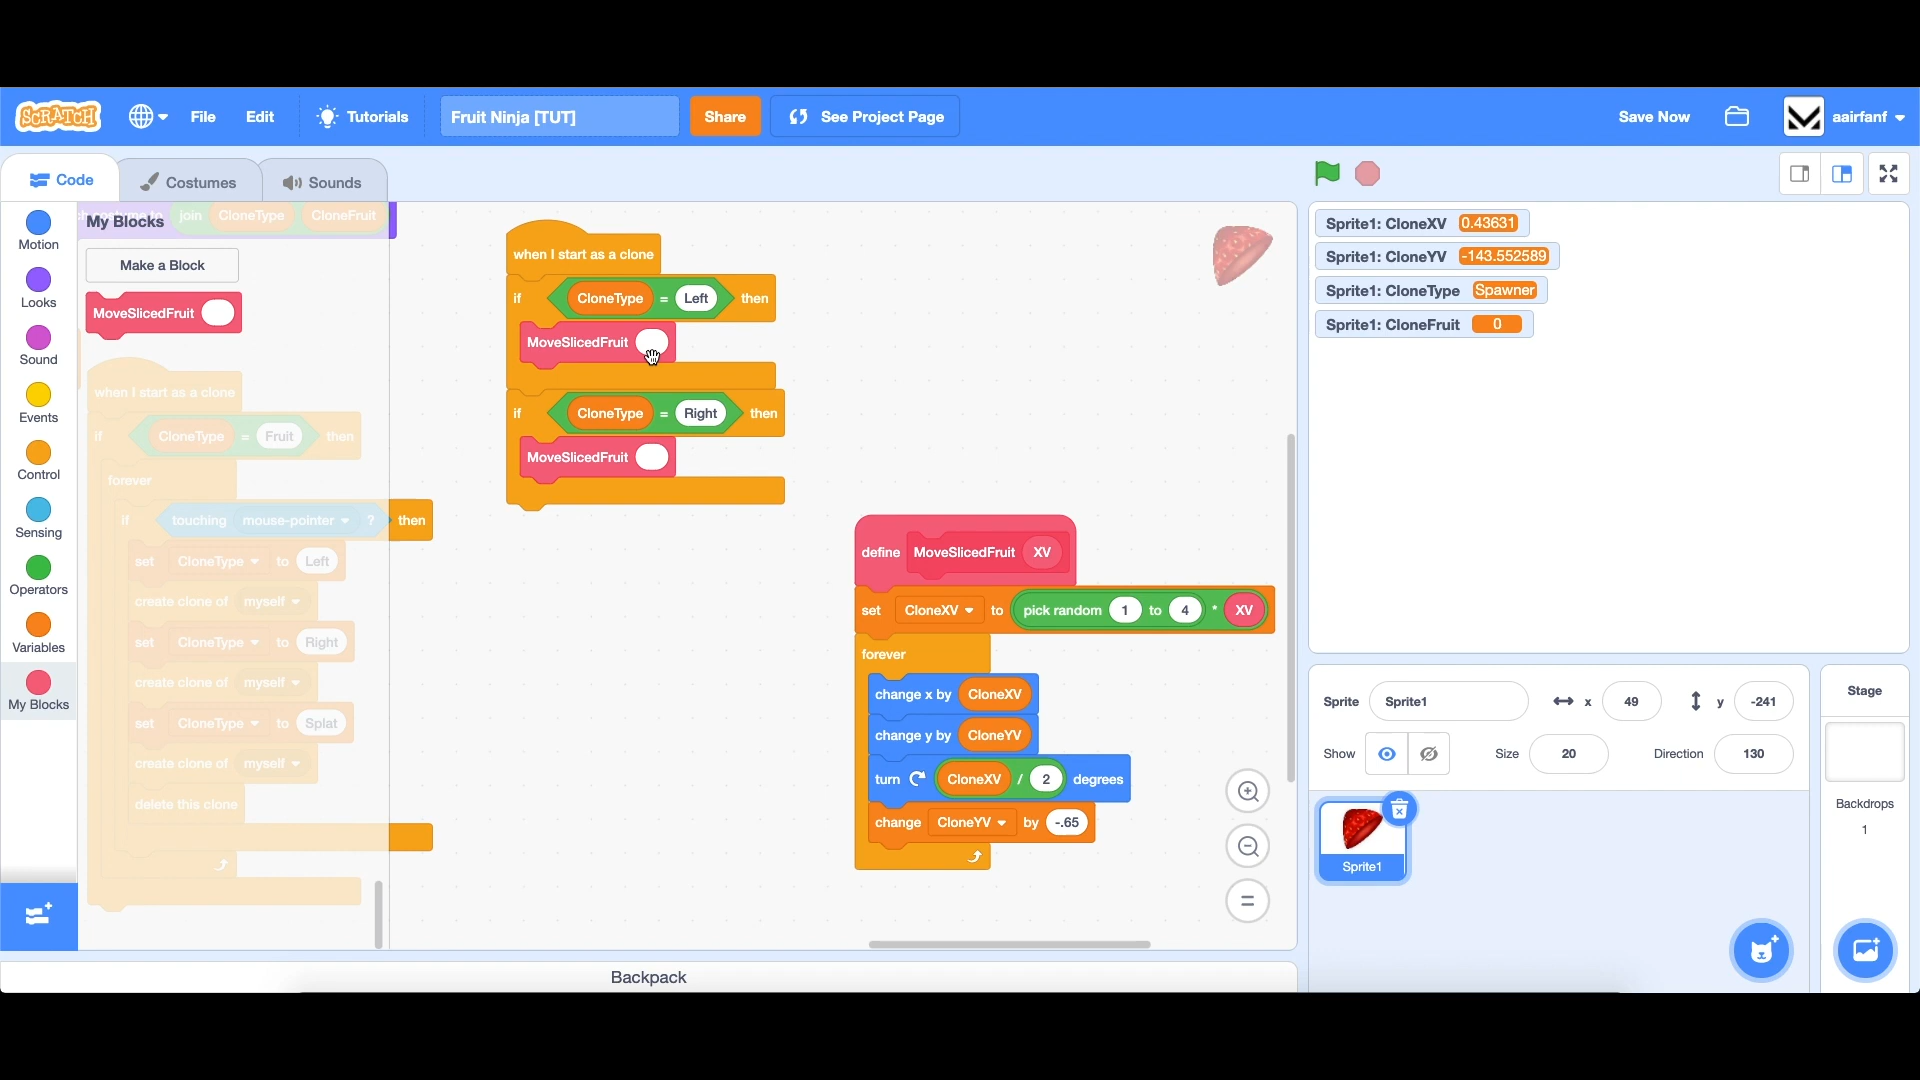 SCRATCH File Edit Tutorials Fruit Ninja [TUT] Share See Project Page Save Now aairfanf
Code Costumes Sounds
Motion
Looks
Sound
Events
Control
Sensing
Operators
Variables
My Blocks
ch costume to join CloneType CloneFruit
My Blocks
Make a Block
MoveSlicedFruit
when I start as a clone
if CloneType = Fruit then
forever
if touching mouse-pointer ? then
set CloneType to Left
create clone of myself
set CloneType to Right
create clone of myself
set CloneType to Splat
create clone of myself
delete this clone
when I start as a clone
if CloneType = Left then
MoveSlicedFruit
if CloneType = Right then
MoveSlicedFruit
define MoveSlicedFruit XV
set CloneXV to pick random 1 to 4 * XV
forever
change x by CloneXV
change y by CloneYV
turn CloneXV / 2 degrees
change CloneYV by -.65
Sprite1: CloneXV 0.43631
Sprite1: CloneYV -143.552589
Sprite1: CloneType Spawner
Sprite1: CloneFruit 0
Sprite Sprite1 x 49 y -241
Show Size 20 Direction 130
Sprite1
Stage
Backdrops
1
Backpack